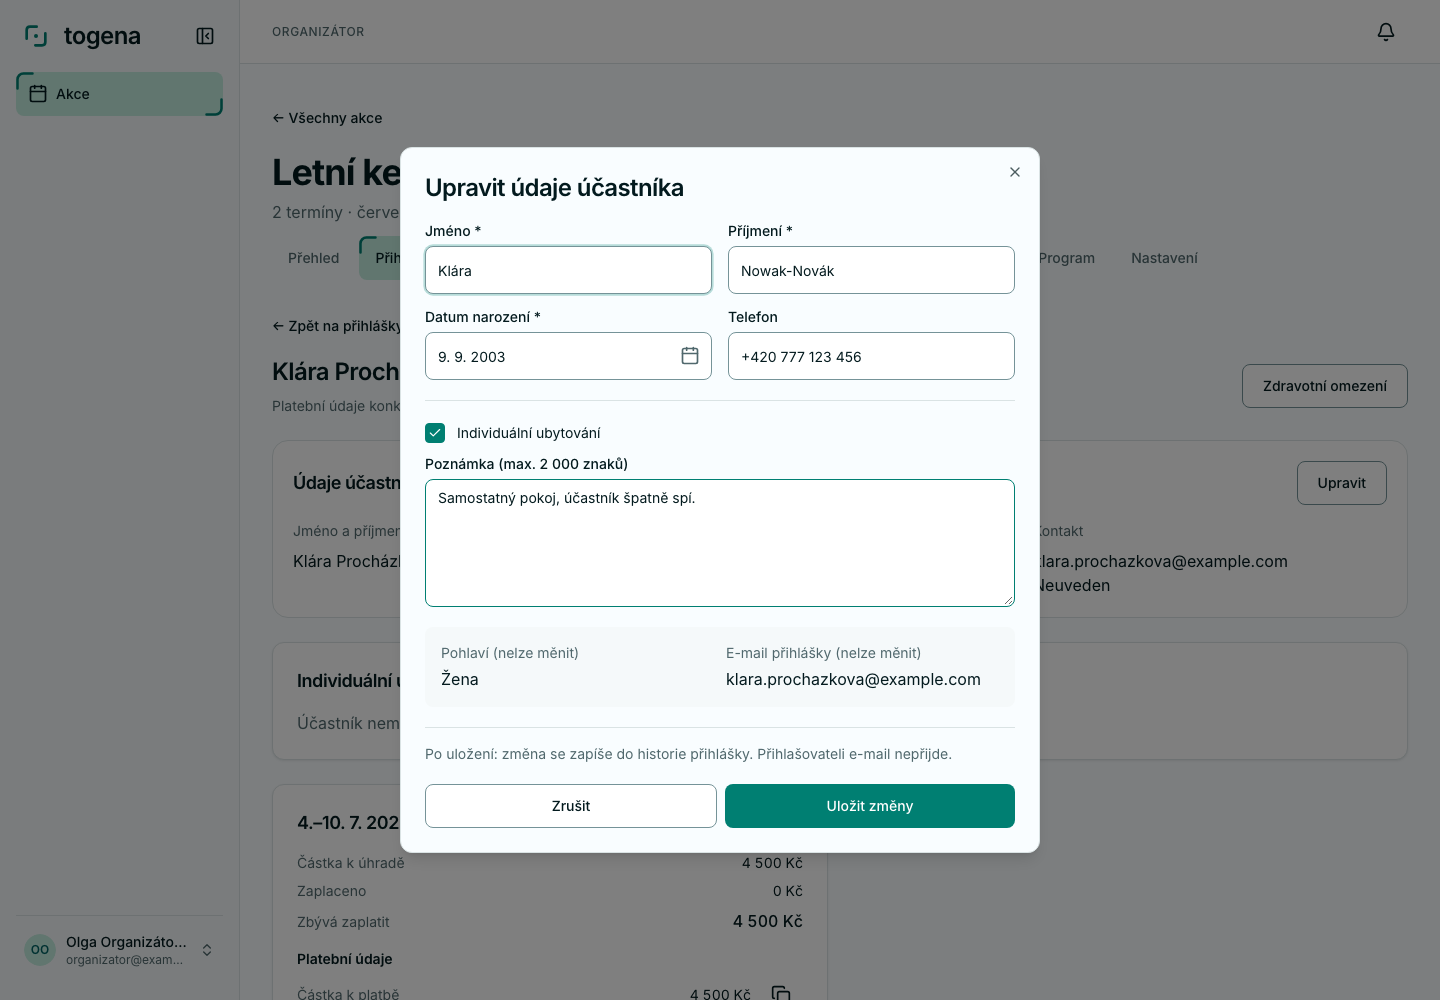 togena
ORGANIZÁTOR
Akce
← Všechny akce
Letní ke
2 termíny · červe
Přehled
Přih
Program
Nastavení
← Zpět na přihlášky
Klára Proch
Platební údaje konk
Zdravotní omezení
Údaje účastn
Upravit
Jméno a příjmen
Kontakt
Klára Procház
klara.prochazkova@example.com
Neuveden
Individuální u
Účastník nem
4.–10. 7. 202
Částka k úhradě
4 500 Kč
Zaplaceno
0 Kč
Zbývá zaplatit
4 500 Kč
Platební údaje
Částka k platbě
4 500 Kč
OO
Olga Organizáto...
organizator@exam...
Upravit údaje účastníka
Jméno *
Příjmení *
Klára
Nowak-Novák
Datum narození *
Telefon
9. 9. 2003
+420 777 123 456
Individuální ubytování
Poznámka (max. 2 000 znaků)
Samostatný pokoj, účastník špatně spí.
Pohlaví (nelze měnit)
E-mail přihlášky (nelze měnit)
Žena
klara.prochazkova@example.com
Po uložení: změna se zapíše do historie přihlášky. Přihlašovateli e-mail nepřijde.
Zrušit
Uložit změny